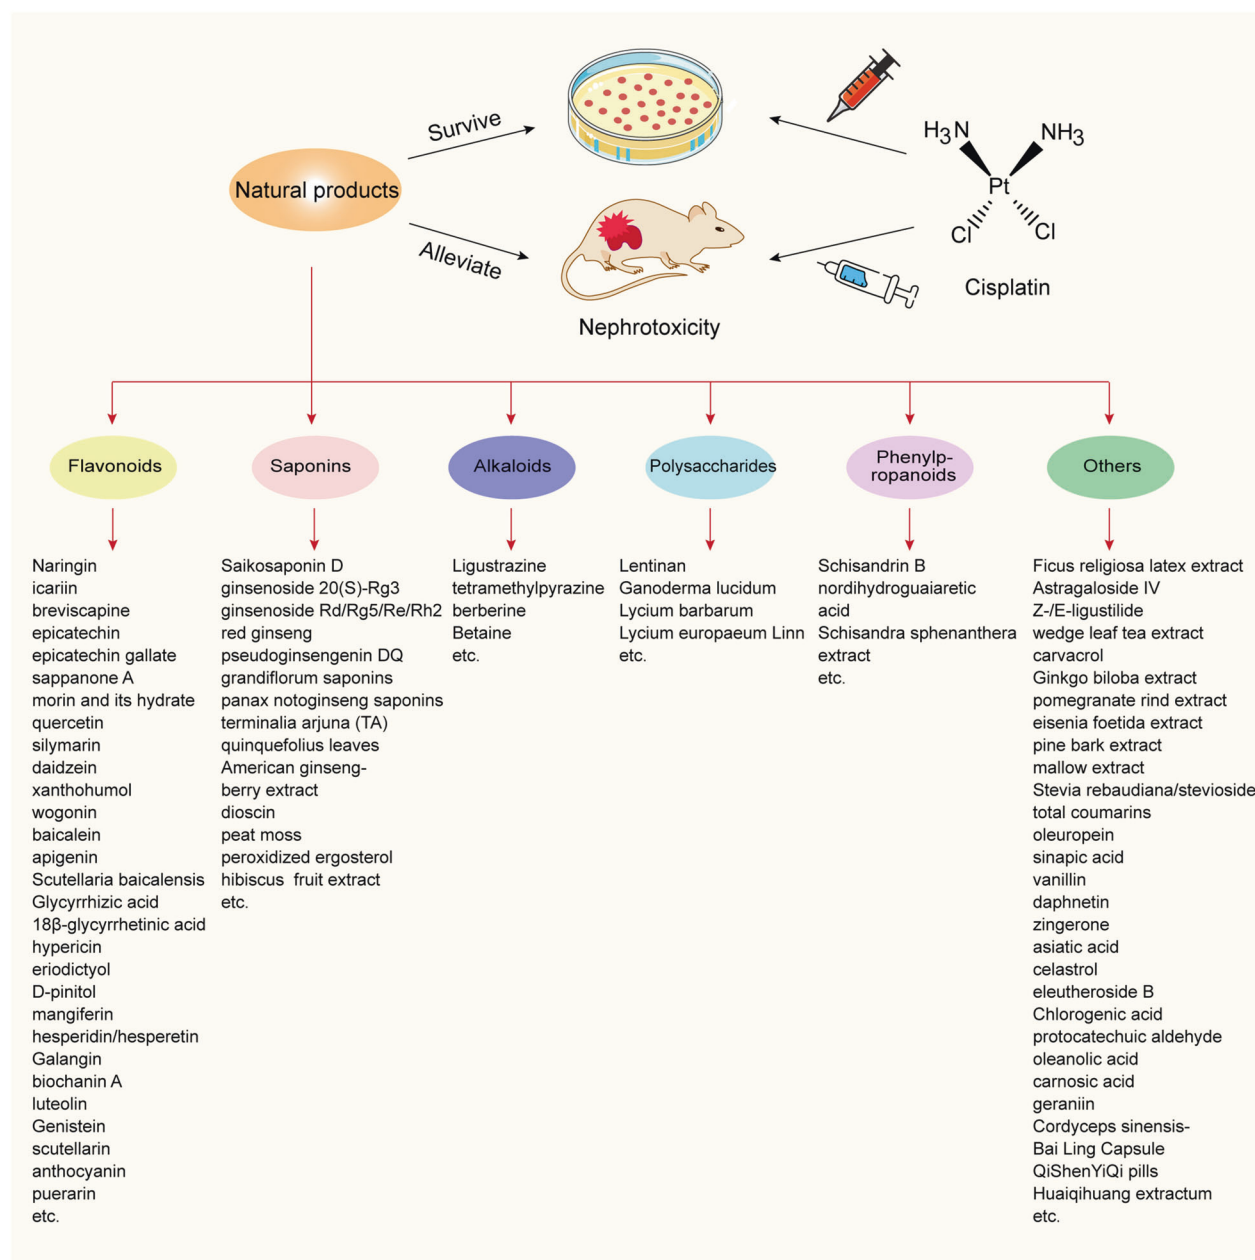 Survive
Natural products
Alleviate
Nephrotoxicity
H₃N
NH₃
Pt
Cl
Cl
Cisplatin
Flavonoids
Saponins
Alkaloids
Polysaccharides
Phenylp-
ropanoids
Others
Naringin
icariin
breviscapine
epicatechin
epicatechin gallate
sappanone A
morin and its hydrate
quercetin
silymarin
daidzein
xanthohumol
wogonin
baicalein
apigenin
Scutellaria baicalensis
Glycyrrhizic acid
18β-glycyrrhetinic acid
hypericin
eriodictyol
D-pinitol
mangiferin
hesperidin/hesperetin
Galangin
biochanin A
luteolin
Genistein
scutellarin
anthocyanin
puerarin
etc.
Saikosaponin D
ginsenoside 20(S)-Rg3
ginsenoside Rd/Rg5/Re/Rh2
red ginseng
pseudoginsengenin DQ
grandiflorum saponins
panax notoginseng saponins
terminalia arjuna (TA)
quinquefolius leaves
American ginseng-
berry extract
dioscin
peat moss
peroxidized ergosterol
hibiscus fruit extract
etc.
Ligustrazine
tetramethylpyrazine
berberine
Betaine
etc.
Lentinan
Ganoderma lucidum
Lycium barbarum
Lycium europaeum Linn
etc.
Schisandrin B
nordihydroguaiaretic
acid
Schisandra sphenanthera
extract
etc.
Ficus religiosa latex extract
Astragaloside IV
Z-/E-ligustilide
wedge leaf tea extract
carvacrol
Ginkgo biloba extract
pomegranate rind extract
eisenia foetida extract
pine bark extract
mallow extract
Stevia rebaudiana/stevioside
total coumarins
oleuropein
sinapic acid
vanillin
daphnetin
zingerone
asiatic acid
celastrol
eleutheroside B
Chlorogenic acid
protocatechuic aldehyde
oleanolic acid
carnosic acid
geraniin
Cordyceps sinensis-
Bai Ling Capsule
QiShenYiQi pills
Huaiqihuang extractum
etc.